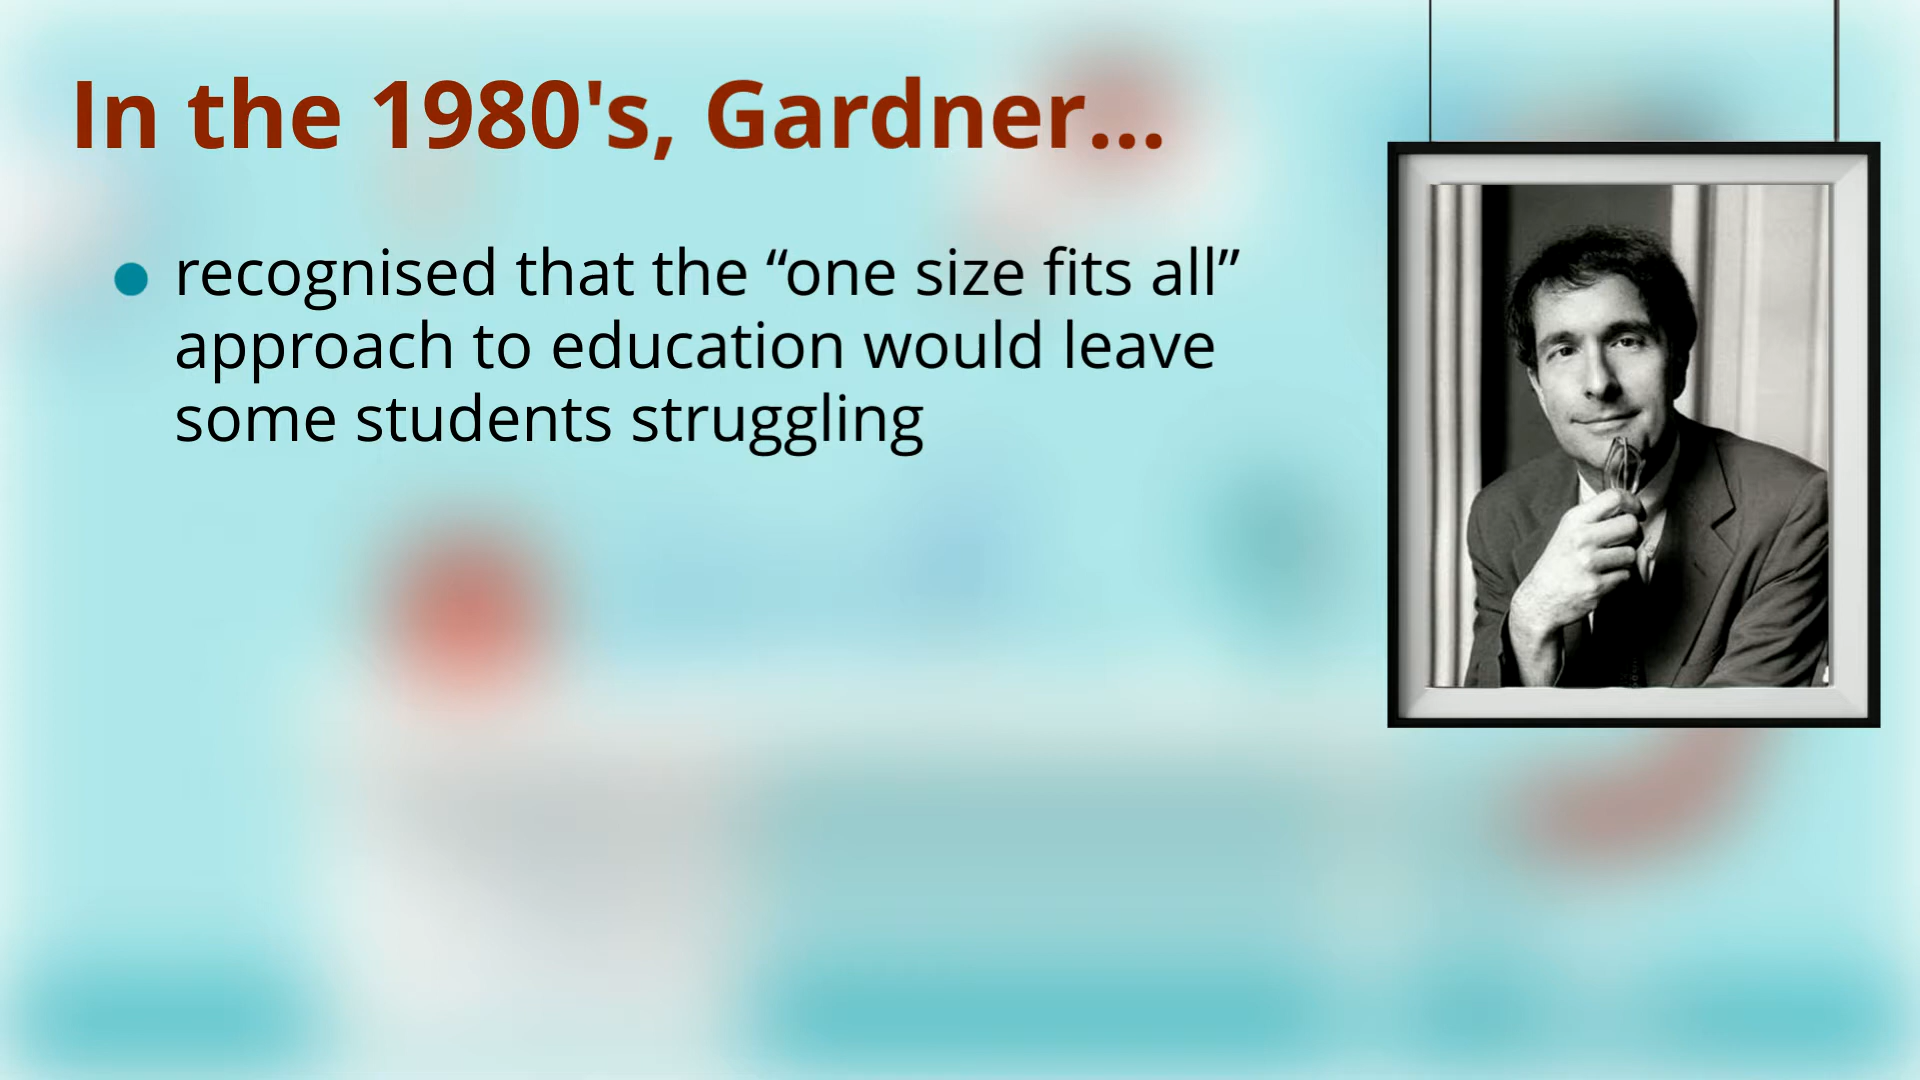 In the 1980's, Gardner...
recognised that the “one size fits all”
approach to education would leave
some students struggling